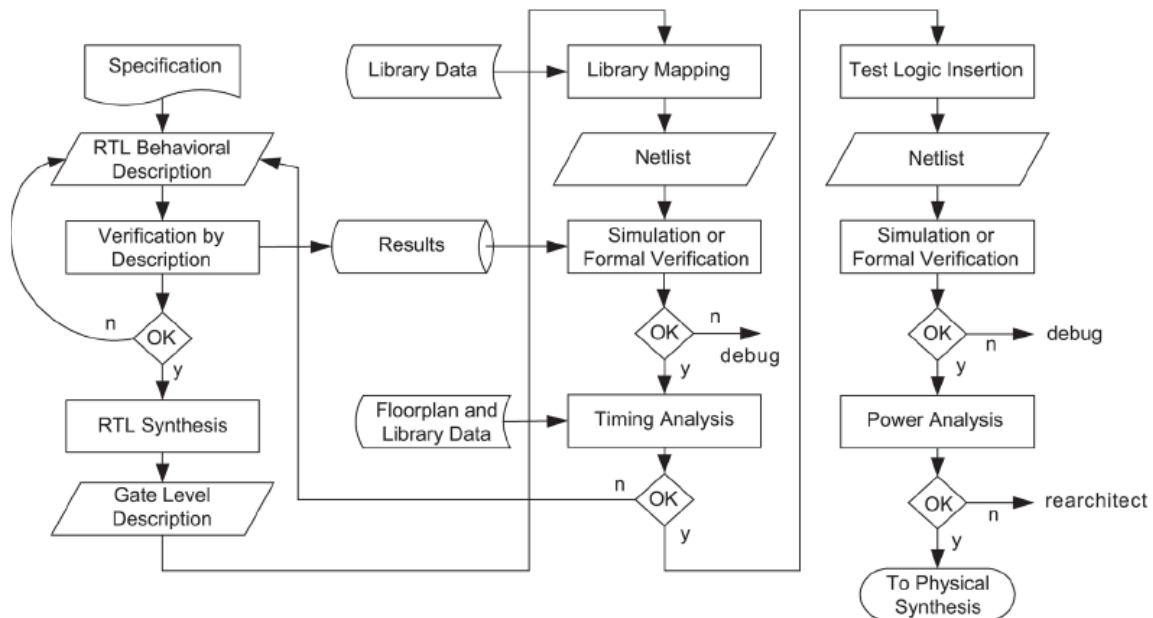 Specification
RTL Behavioral
Description
Verification by
Description
n
OK
y
RTL Synthesis
Gate Level
Description
Library Data
Library Mapping
Netlist
Results
Simulation or
Formal Verification
OK
n
debug
y
Floorplan and
Library Data
Timing Analysis
n
OK
y
Test Logic Insertion
Netlist
Simulation or
Formal Verification
OK
n
debug
y
Power Analysis
OK
n
rearchitect
y
To Physical
Synthesis